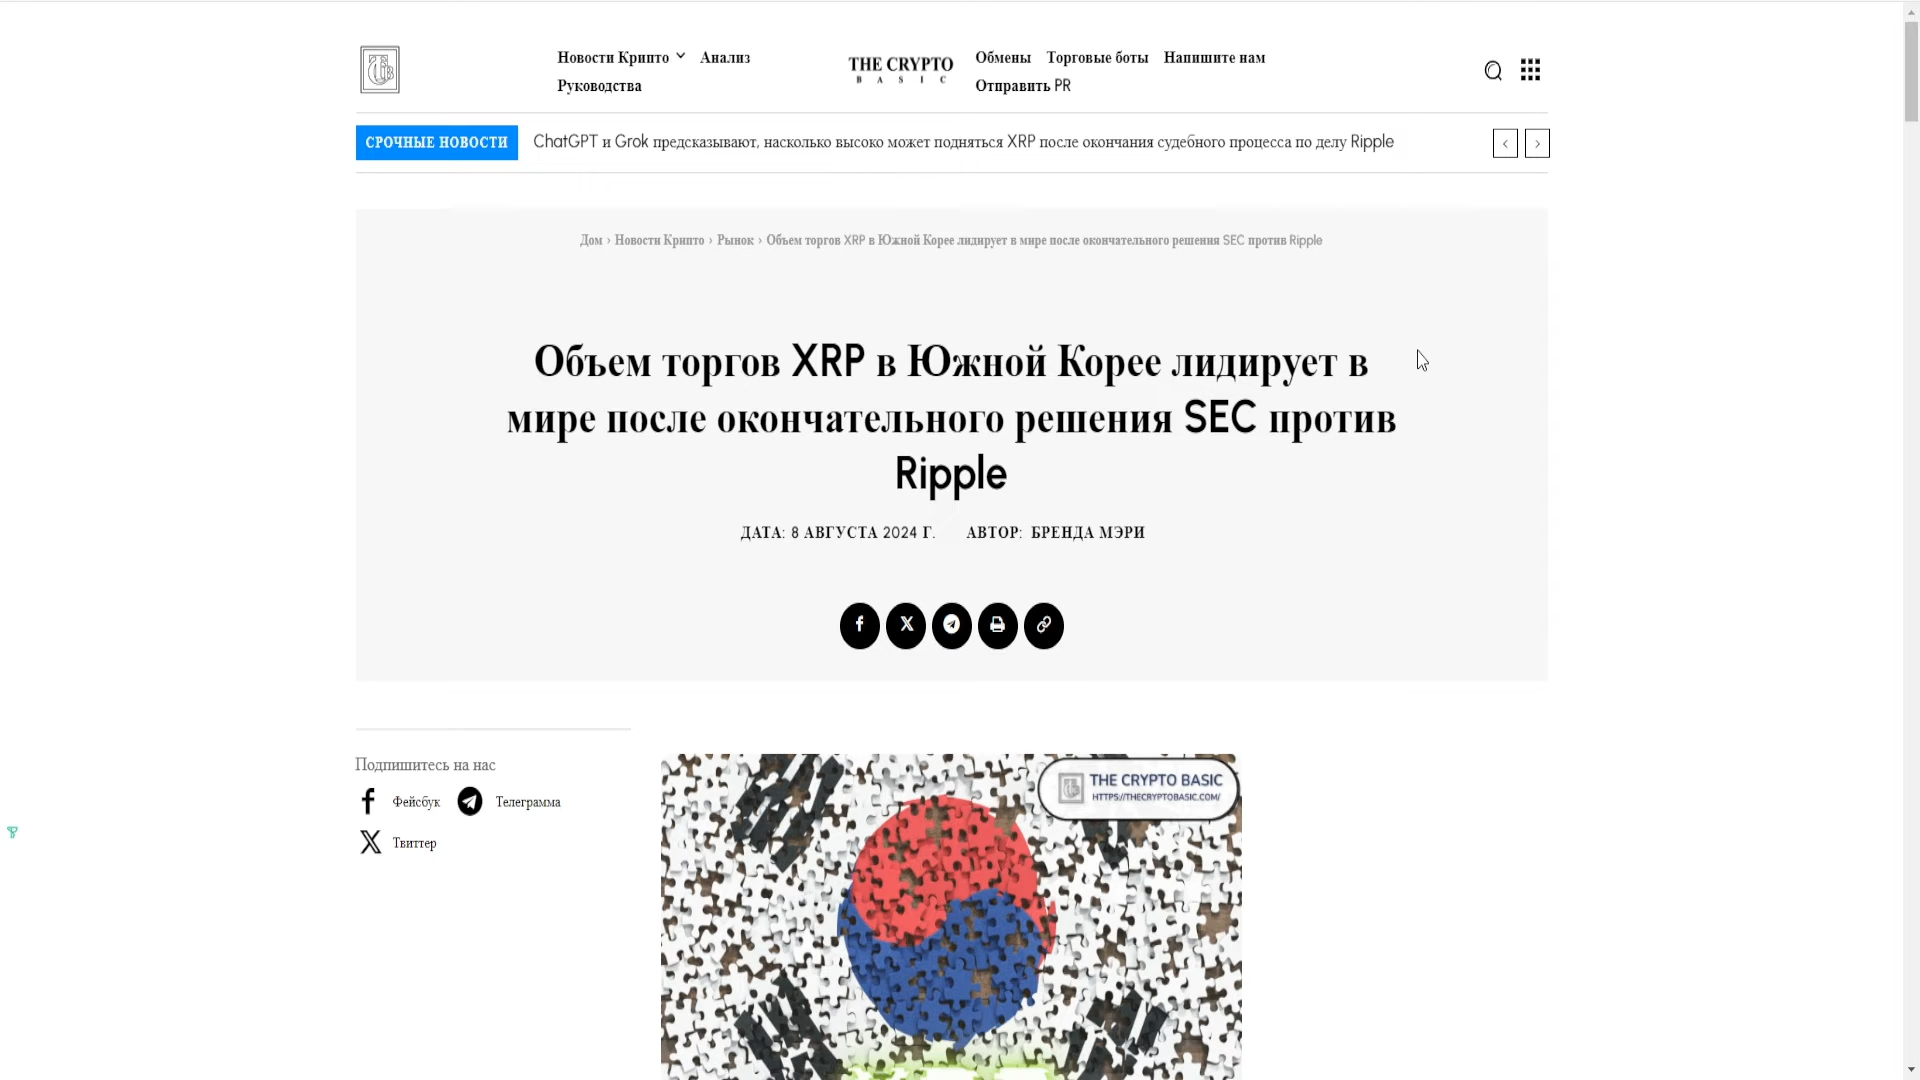 Новости Крипто Анализ
Руководства
THE CRYPTO
BASIC
Обмены Торговые боты Напишите нам
Отправить PR
СРОЧНЫЕ НОВОСТИ ChatGPT и Grok предсказывают, насколько высоко может подняться XRP после окончания судебного процесса по делу Ripple
Дом › Новости Крипто › Рынок › Объем торгов XRP в Южной Корее лидирует в мире после окончательного решения SEC против Ripple
Объем торгов XRP в Южной Корее лидирует в
мире после окончательного решения SEC против
Ripple
ДАТА: 8 АВГУСТА 2024 Г. АВТОР: БРЕНДА МЭРИ
Подпишитесь на нас
Фейсбук Телеграмма
Твиттер
THE CRYPTO BASIC
HTTPS://THECRYPTOBASIC.COM/